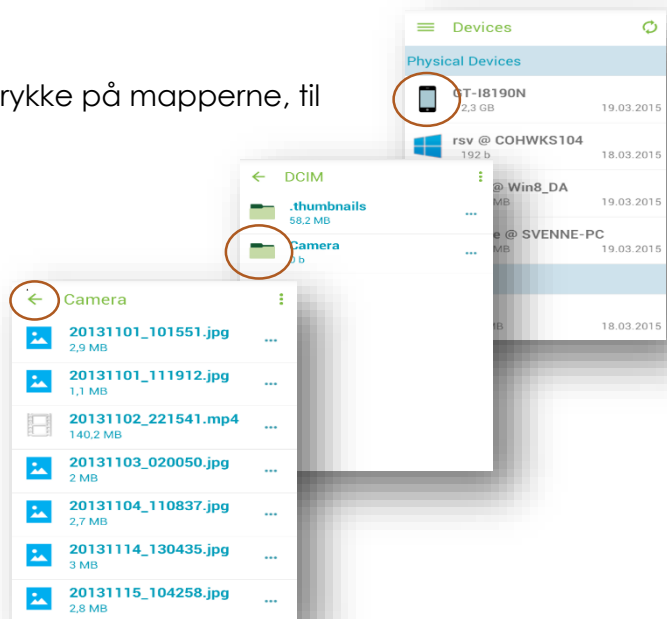 rykke på mapperne, til
Devices
Physical Devices
GT-I8190N
2,3 GB
19.03.2015
rsv @ COHWKS104
192 b
18.03.2015
@ Win8_DA
MB
19.03.2015
@ SVENNE-PC
MB
19.03.2015
MB
18.03.2015
DCIM
.thumbnails
58,2 MB
...
Camera
0 b
...
Camera
20131101_101551.jpg
2,9 MB
...
20131101_111912.jpg
1,1 MB
...
20131102_221541.mp4
140,2 MB
...
20131103_020050.jpg
2 MB
...
20131104_110837.jpg
2,7 MB
...
20131114_130435.jpg
3 MB
...
20131115_104258.jpg
2,8 MB
...